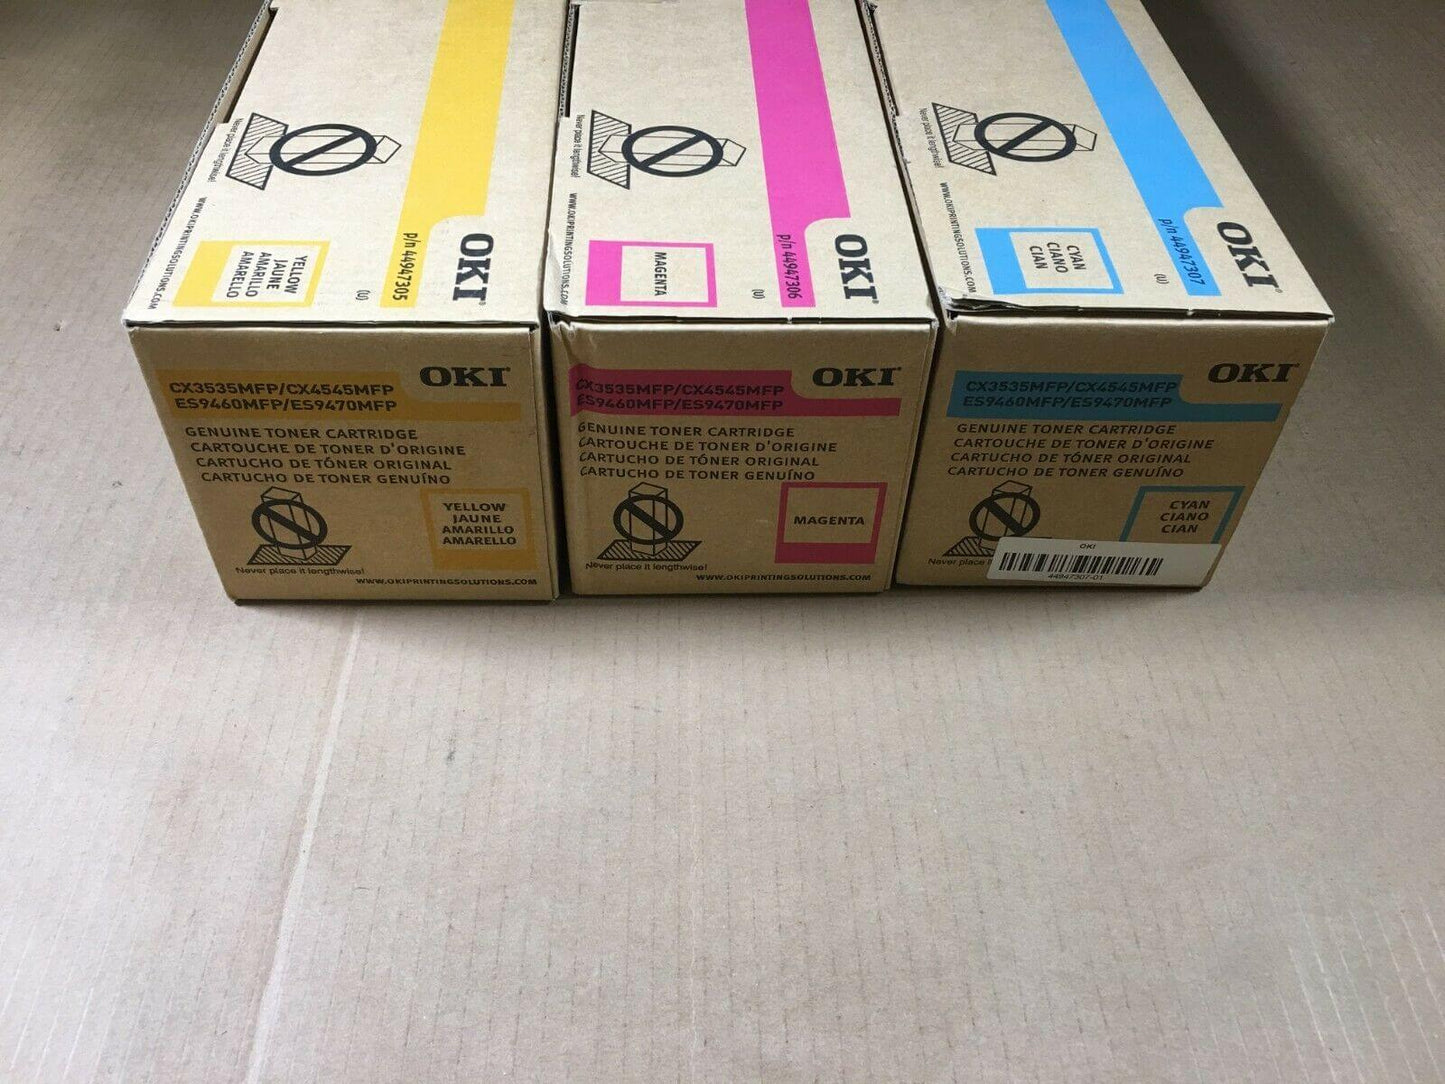 Never place it lengthwise!
WWW.OKIPRINTINGSOLUTIONS.COM
YELLOW
JAUNE
AMARILLO
AMARELLO
(U)
p/n 44947305
OKI
CX3535MFP/CX4545MFP
ES9460MFP/ES9470MFP
OKI
GENUINE TONER CARTRIDGE
CARTOUCHE DE TONER D'ORIGINE
CARTUCHO DE TÓNER ORIGINAL
CARTUCHO DE TONER GENUÍNO
YELLOW
JAUNE
AMARILLO
AMARELLO
Never place it lengthwise!
WWW.OKIPRINTINGSOLUTIONS.COM
Never place it lengthwise!
WWW.OKIPRINTINGSOLUTIONS.COM
MAGENTA
(U)
p/n 44947306
OKI
CX3535MFP/CX4545MFP
ES9460MFP/ES9470MFP
OKI
GENUINE TONER CARTRIDGE
CARTOUCHE DE TONER D'ORIGINE
CARTUCHO DE TÓNER ORIGINAL
CARTUCHO DE TONER GENUÍNO
MAGENTA
Never place it lengthwise!
WWW.OKIPRINTINGSOLUTIONS.COM
Never place it lengthwise!
WWW.OKIPRINTINGSOLUTIONS.COM
CYAN
CIANO
CIAN
(U)
p/n 44947307
OKI
CX3535MFP/CX4545MFP
ES9460MFP/ES9470MFP
OKI
GENUINE TONER CARTRIDGE
CARTOUCHE DE TONER D'ORIGINE
CARTUCHO DE TÓNER ORIGINAL
CARTUCHO DE TONER GENUÍNO
CYAN
CIANO
CIAN
Never place it
OKI
44947307-01